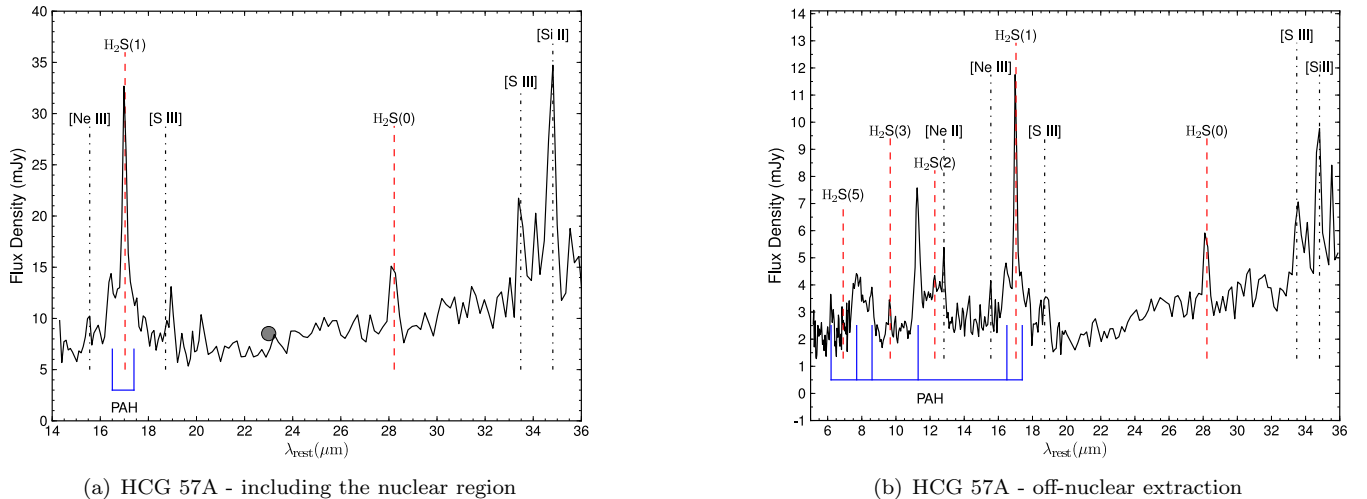 [Si II]
H₂S(1)
[S III]
[Ne III]
[S III]
H₂S(0)
40
35
30
25
20
15
10
5
0
Flux Density (mJy)
PAH
14 16 18 20 22 24 26 28 30 32 34 36
λrest(μm)
(a) HCG 57A - including the nuclear region
H₂S(1)
[S III]
[Ne III]
[SiII]
H₂S(3)
[Ne II]
[S III]
H₂S(0)
H₂S(2)
H₂S(5)
14
13
12
11
10
9
8
7
6
5
4
3
2
1
0
-1
Flux Density (mJy)
PAH
6 8 10 12 14 16 18 20 22 24 26 28 30 32 34 36
λrest(μm)
(b) HCG 57A - off-nuclear extraction